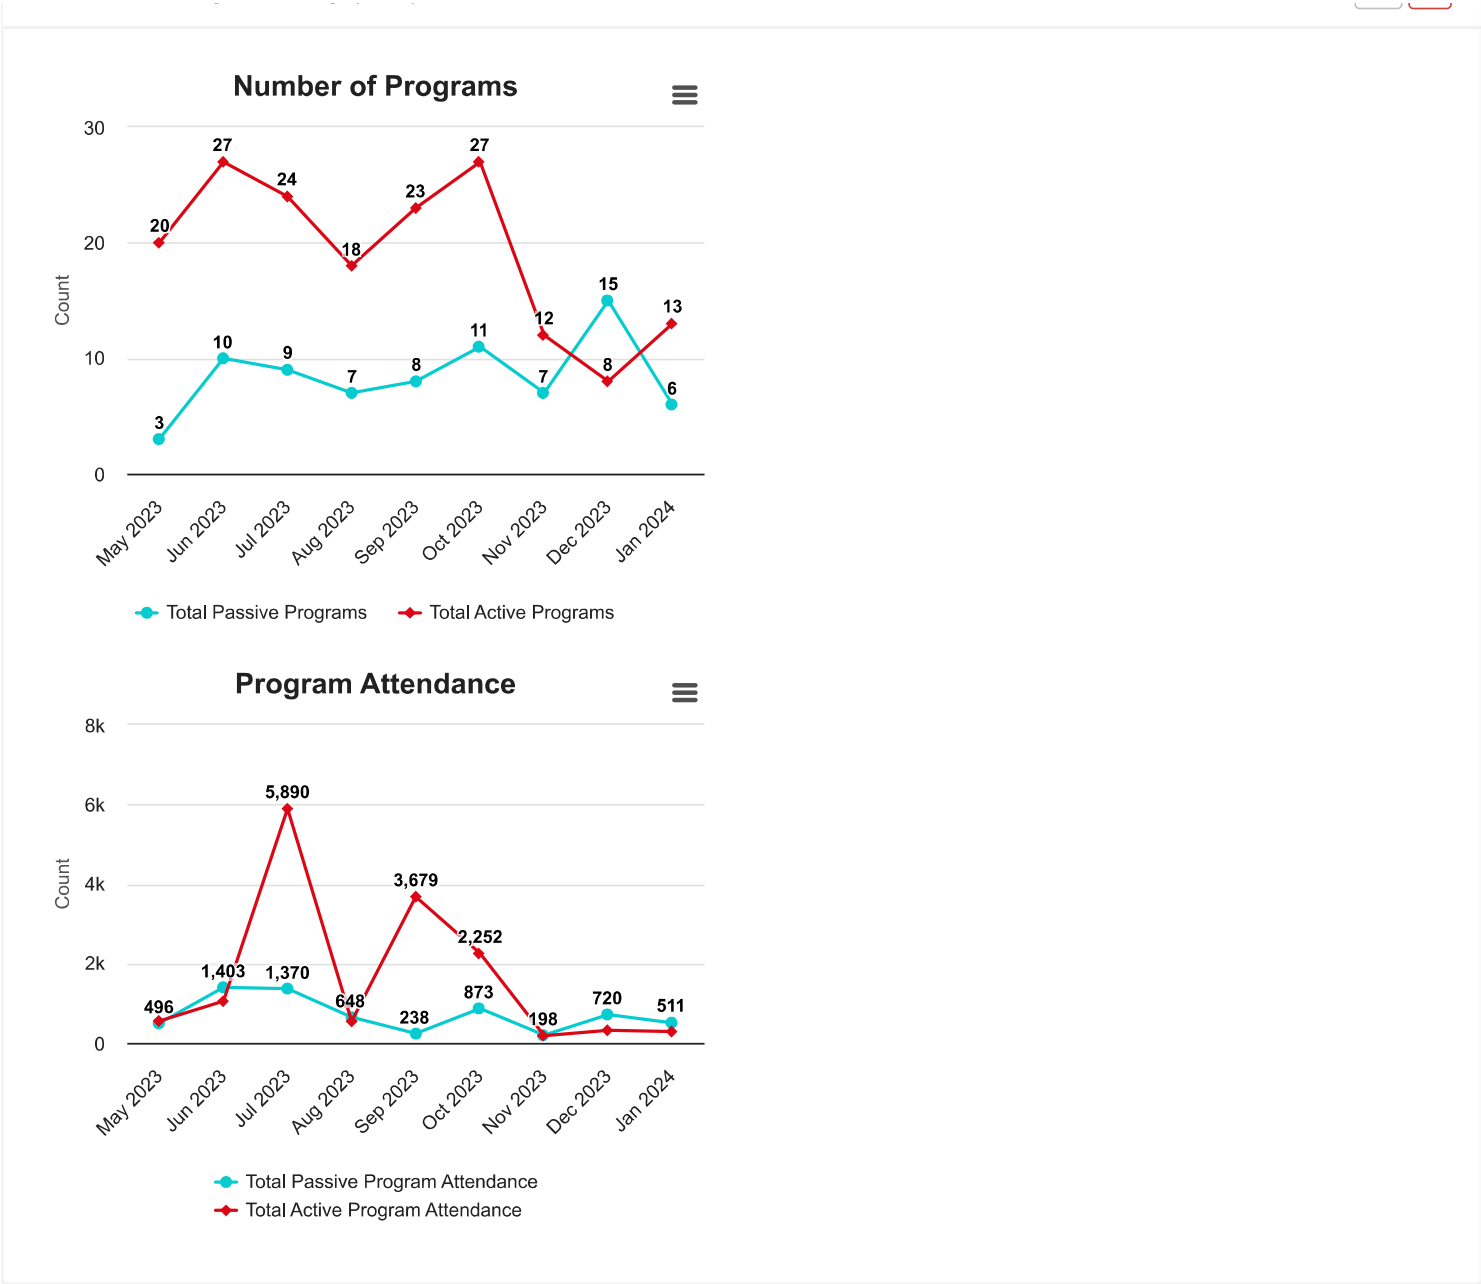 Number of Programs
30
20
10
0
Count
27
27
24
23
20
18
15
13
12
11
10
9
8
8
7
7
6
3
May 2023
Jun 2023
Jul 2023
Aug 2023
Sep 2023
Oct 2023
Nov 2023
Dec 2023
Jan 2024
Total Passive Programs
Total Active Programs
Program Attendance
8k
6k
4k
2k
0
Count
5,890
3,679
2,252
1,403
1,370
873
720
648
511
496
238
198
May 2023
Jun 2023
Jul 2023
Aug 2023
Sep 2023
Oct 2023
Nov 2023
Dec 2023
Jan 2024
Total Passive Program Attendance
Total Active Program Attendance